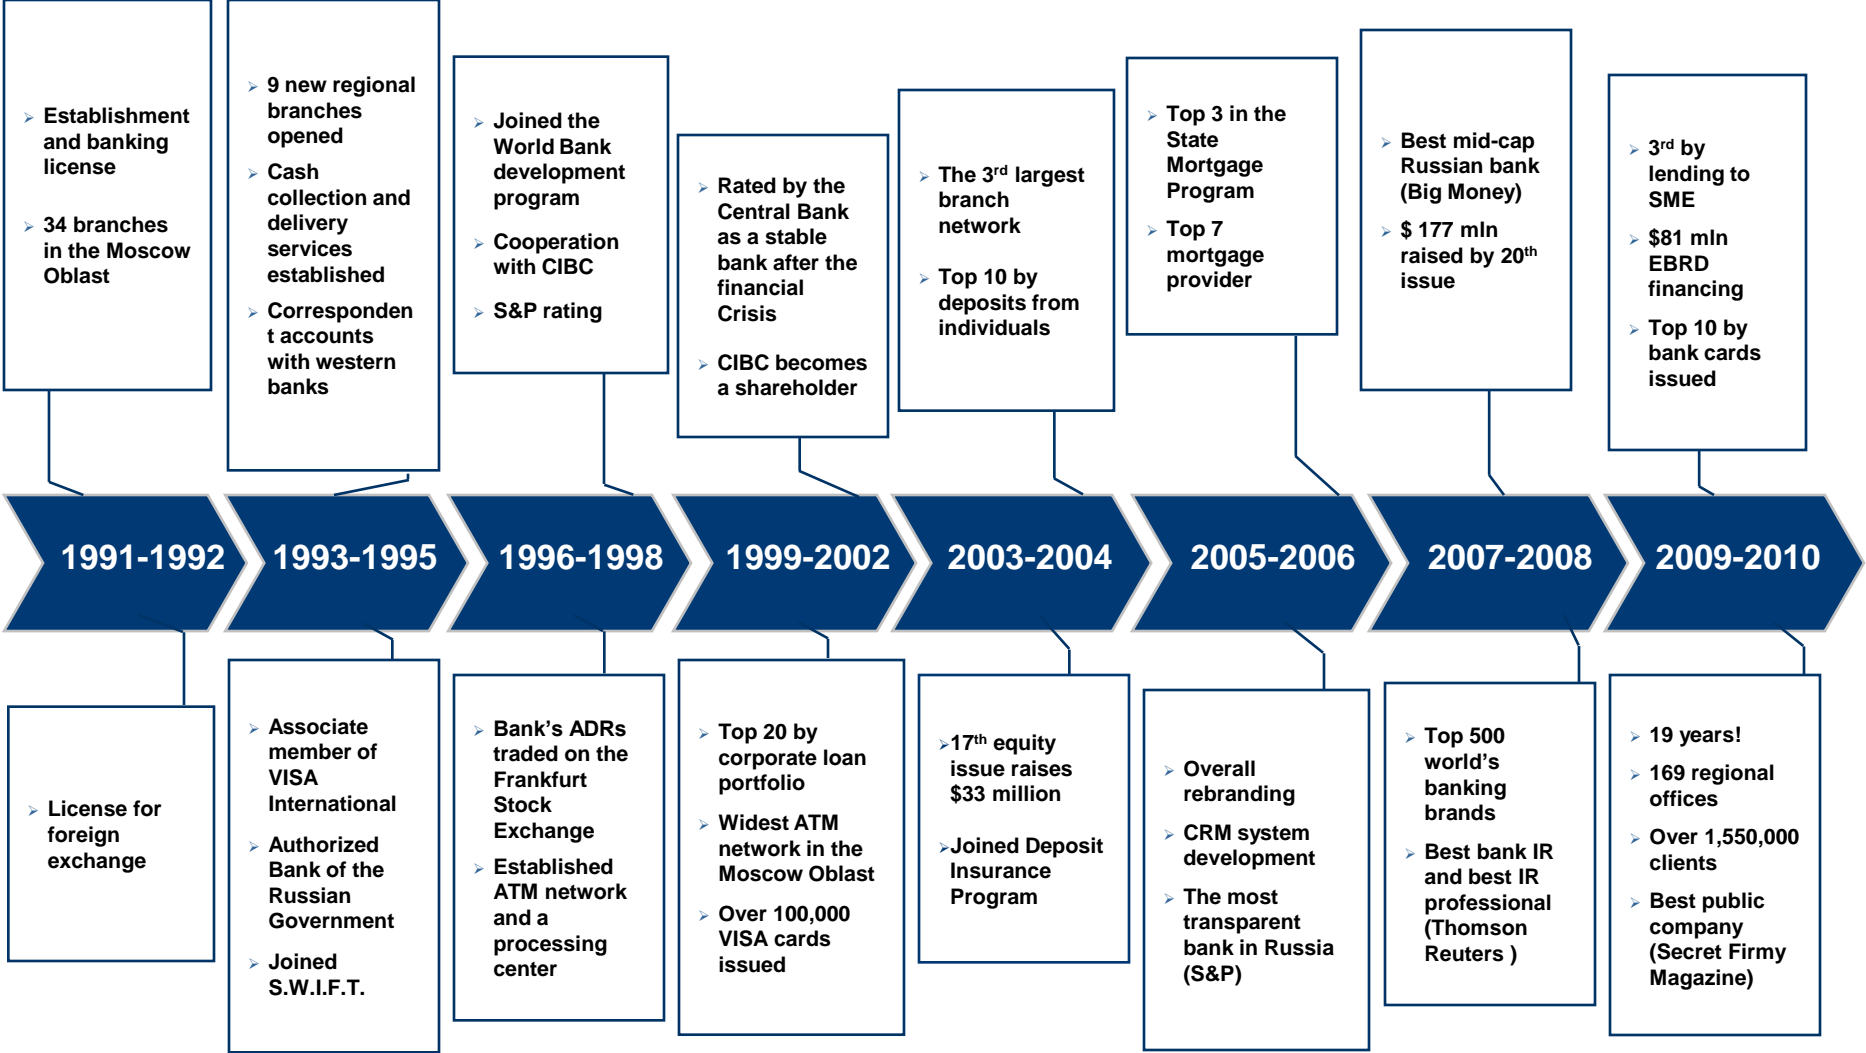 Establishment
and banking
license
34 branches
in the Moscow
Oblast
9 new regional
branches
opened
Cash
collection and
delivery
services
established
Corresponden
t accounts
with western
banks
Joined the
World Bank
development
program
Cooperation
with CIBC
S&P rating
Rated by the
Central Bank
as a stable
bank after the
financial
Crisis
CIBC becomes
a shareholder
The 3rd largest
branch
network
Top 10 by
deposits from
individuals
Top 3 in the
State
Mortgage
Program
Top 7
mortgage
provider
Best mid-cap
Russian bank
(Big Money)
$ 177 mln
raised by 20th
issue
3rd by
lending to
SME
$81 mln
EBRD
financing
Top 10 by
bank cards
issued
1991-1992
1993-1995
1996-1998
1999-2002
2003-2004
2005-2006
2007-2008
2009-2010
License for
foreign
exchange
Associate
member of
VISA
International
Authorized
Bank of the
Russian
Government
Joined
S.W.I.F.T.
Bank’s ADRs
traded on the
Frankfurt
Stock
Exchange
Established
ATM network
and a
processing
center
Top 20 by
corporate loan
portfolio
Widest ATM
network in the
Moscow Oblast
Over 100,000
VISA cards
issued
17th equity
issue raises
$33 million
Joined Deposit
Insurance
Program
Overall
rebranding
CRM system
development
The most
transparent
bank in Russia
(S&P)
Top 500
world’s
banking
brands
Best bank IR
and best IR
professional
(Thomson
Reuters )
19 years!
169 regional
offices
Over 1,550,000
clients
Best public
company
(Secret Firmy
Magazine)